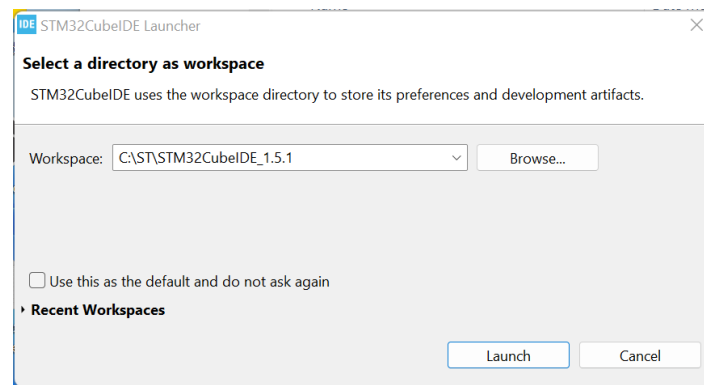 IDE STM32CubeIDE Launcher
Select a directory as workspace
STM32CubeIDE uses the workspace directory to store its preferences and development artifacts.
Workspace: C:\ST\STM32CubeIDE_1.5.1 Browse...
Use this as the default and do not ask again
Recent Workspaces
Launch Cancel